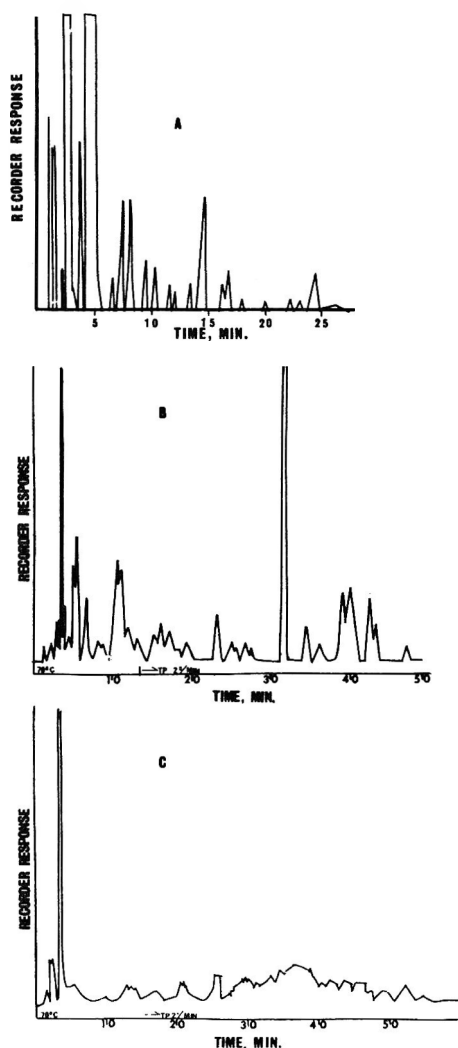 RECORDER RESPONSE
A
5 10 15 20 25
TIME, MIN.
RECORDER RESPONSE
B
70°C TP 2.5/MIN
10 20 30 40 50
TIME, MIN.
RECORDER RESPONSE
C
70°C TP 2°/MIN
10 20 30 40 50
TIME, MIN.